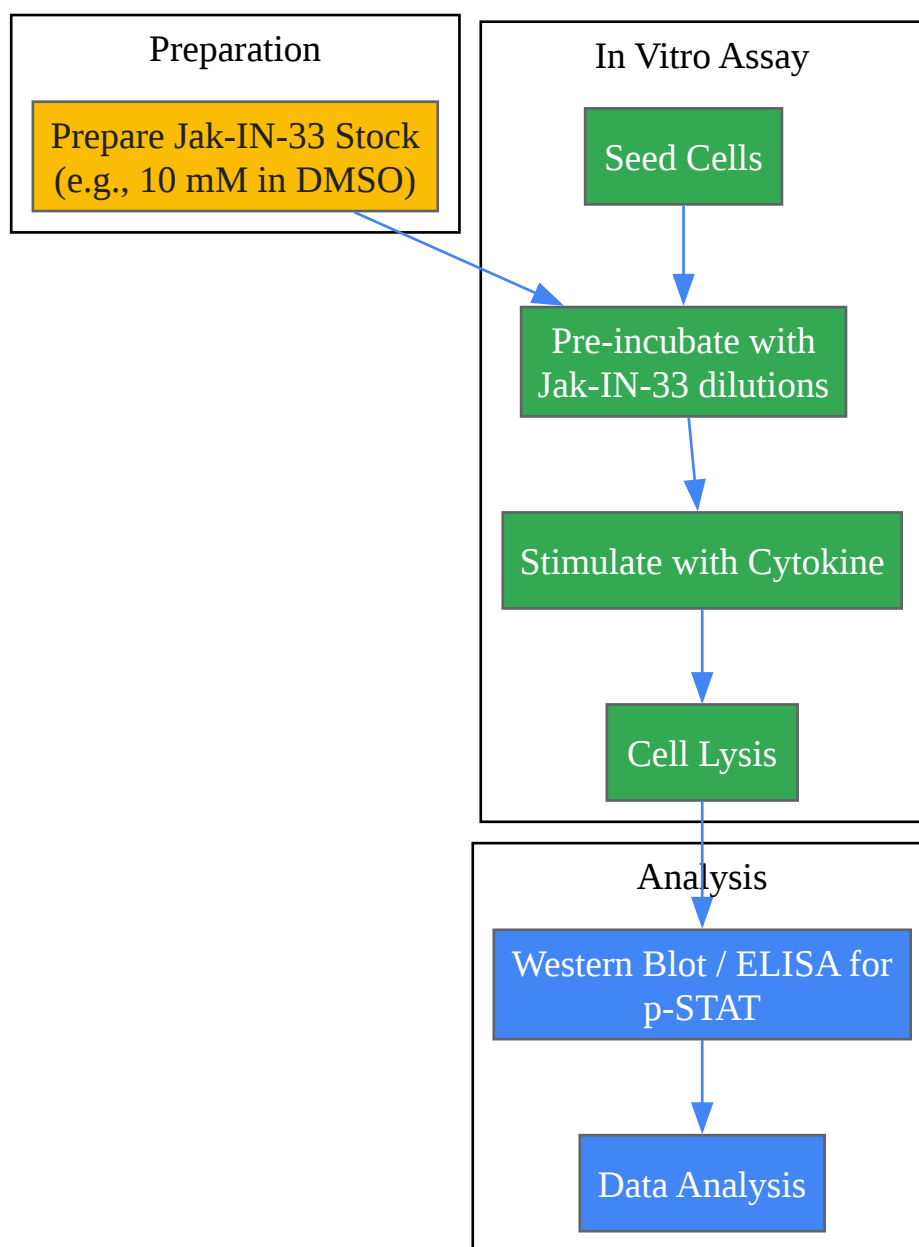 Preparation
Prepare Jak-IN-33 Stock
(e.g., 10 mM in DMSO)
In Vitro Assay
Seed Cells
Pre-incubate with
Jak-IN-33 dilutions
Stimulate with Cytokine
Cell Lysis
Analysis
Western Blot / ELISA for
p-STAT
Data Analysis